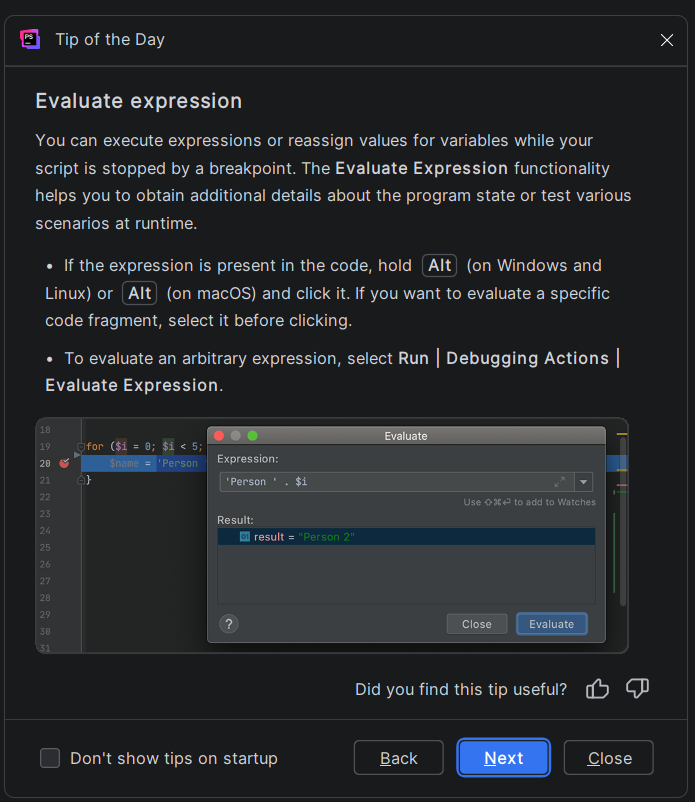 PS
Tip of the Day
Evaluate expression
You can execute expressions or reassign values for variables while your
script is stopped by a breakpoint. The Evaluate Expression functionality
helps you to obtain additional details about the program state or test various
scenarios at runtime.
• If the expression is present in the code, hold Alt (on Windows and
Linux) or Alt (on macOS) and click it. If you want to evaluate a specific
code fragment, select it before clicking.
• To evaluate an arbitrary expression, select Run | Debugging Actions |
Evaluate Expression.
18
19 for ($i = 0; $i < 5;
20 $name = 'Person '
21 }
22
23
24
25
26
27
28
29
30
31
Evaluate
Expression:
'Person ' . $i
Use ⇧⌘⏎ to add to Watches
Result:
01 result = "Person 2"
?
Close
Evaluate
Did you find this tip useful?
Don't show tips on startup
Back
Next
Close